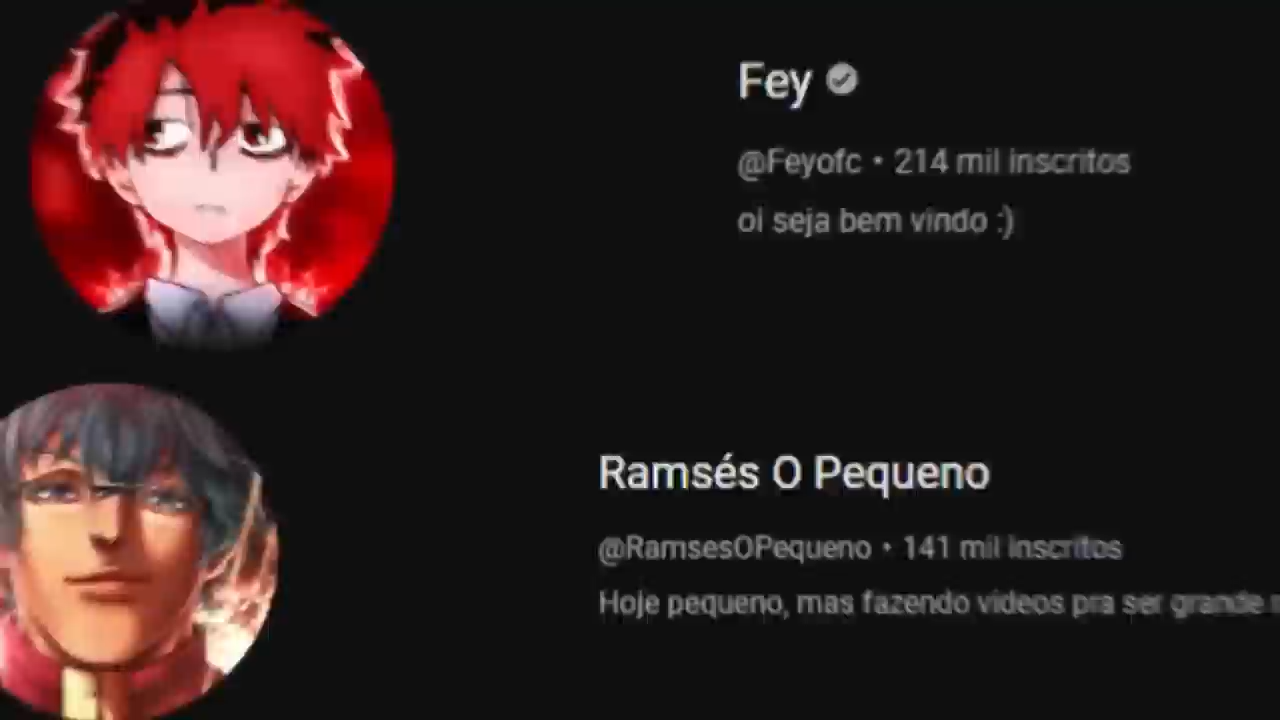 Fey
@Feyofc • 214 mil inscritos
oi seja bem vindo :)
Ramsés O Pequeno
@RamsesOPequeno • 141 mil inscritos
Hoje pequeno, mas fazendo videos pra ser grande